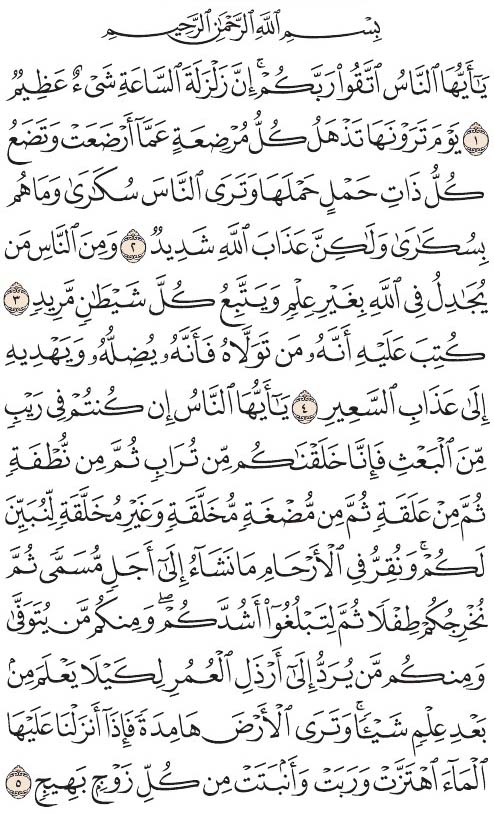 بِسْمِ ٱللَّهِ ٱلرَّحْمَٰنِ ٱلرَّحِيمِ
يَٰٓأَيُّهَا ٱلنَّاسُ ٱتَّقُوا۟ رَبَّكُمْ ۚ إِنَّ زَلْزَلَةَ ٱلسَّاعَةِ شَىْءٌ عَظِيمٌ
١ يَوْمَ تَرَوْنَهَا تَذْهَلُ كُلُّ مُرْضِعَةٍ عَمَّآ أَرْضَعَتْ وَتَضَعُ
كُلُّ ذَاتِ حَمْلٍ حَمْلَهَا وَتَرَى ٱلنَّاسَ سُكَٰرَىٰ وَمَا هُم
بِسُكَٰرَىٰ وَلَٰكِنَّ عَذَابَ ٱللَّهِ شَدِيدٌ ٢ وَمِنَ ٱلنَّاسِ مَن
يُجَٰدِلُ فِى ٱللَّهِ بِغَيْرِ عِلْمٍ وَيَتَّبِعُ كُلَّ شَيْطَٰنٍ مَّرِيدٍ ٣
كُتِبَ عَلَيْهِ أَنَّهُۥ مَن تَوَلَّاهُ فَأَنَّهُۥ يُضِلُّهُۥ وَيَهْدِيهِ
إِلَىٰ عَذَابِ ٱلسَّعِيرِ ٤ يَٰٓأَيُّهَا ٱلنَّاسُ إِن كُنتُمْ فِى رَيْبٍ
مِّنَ ٱلْبَعْثِ فَإِنَّا خَلَقْنَٰكُم مِّن تُرَابٍ ثُمَّ مِن نُّطْفَةٍ
ثُمَّ مِنْ عَلَقَةٍ ثُمَّ مِن مُّضْغَةٍ مُّخَلَّقَةٍ وَغَيْرِ مُخَلَّقَةٍ لِّنُبَيِّنَ
لَكُمْ ۚ وَنُقِرُّ فِى ٱلْأَرْحَامِ مَا نَشَآءُ إِلَىٰٓ أَجَلٍ مُّسَمًّى ثُمَّ
نُخْرِجُكُمْ طِفْلًا ثُمَّ لِتَبْلُغُوٓا۟ أَشُدَّكُمْ ۖ وَمِنكُم مَّن يُتَوَفَّىٰ
وَمِنكُم مَّن يُرَدُّ إِلَىٰٓ أَرْذَلِ ٱلْعُمُرِ لِكَيْلَا يَعْلَمَ مِنۢ
بَعْدِ عِلْمٍ شَيْـًٔا ۚ وَتَرَى ٱلْأَرْضَ هَامِدَةً فَإِذَآ أَنزَلْنَا عَلَيْهَا
ٱلْمَآءَ ٱهْتَزَّتْ وَرَبَتْ وَأَنۢبَتَتْ مِن كُلِّ زَوْجٍۭ بَهِيجٍ ٥